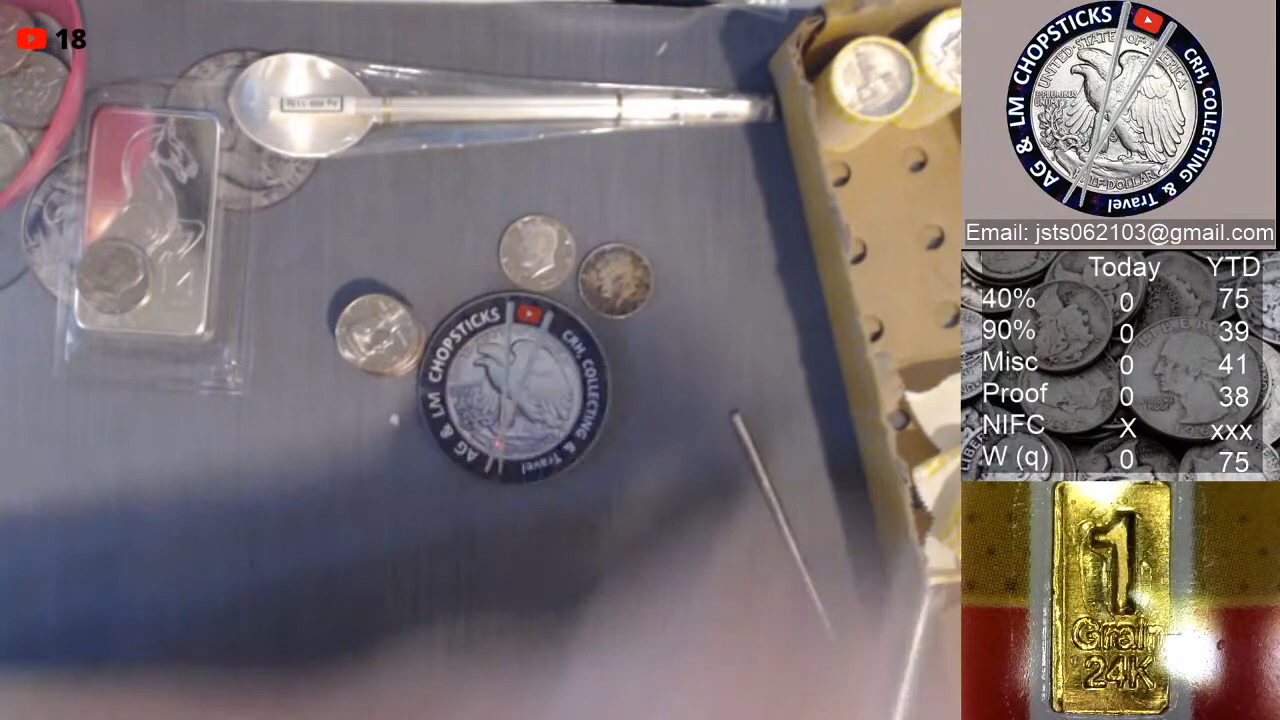 18
AG & LM CHOPSTICKS
CRH, COLLECTING & Travel
UNITED STATES OF AMERICA
E PLURIBUS UNUM
HALF DOLLAR
Email: jsts062103@gmail.com
Today YTD
40% 0 75
90% 0 39
Misc 0 41
Proof 0 38
NIFC X xxx
W (q) 0 75
AG & LM CHOPSTICKS
CRH, COLLECTING & Travel
1
Grain
24K